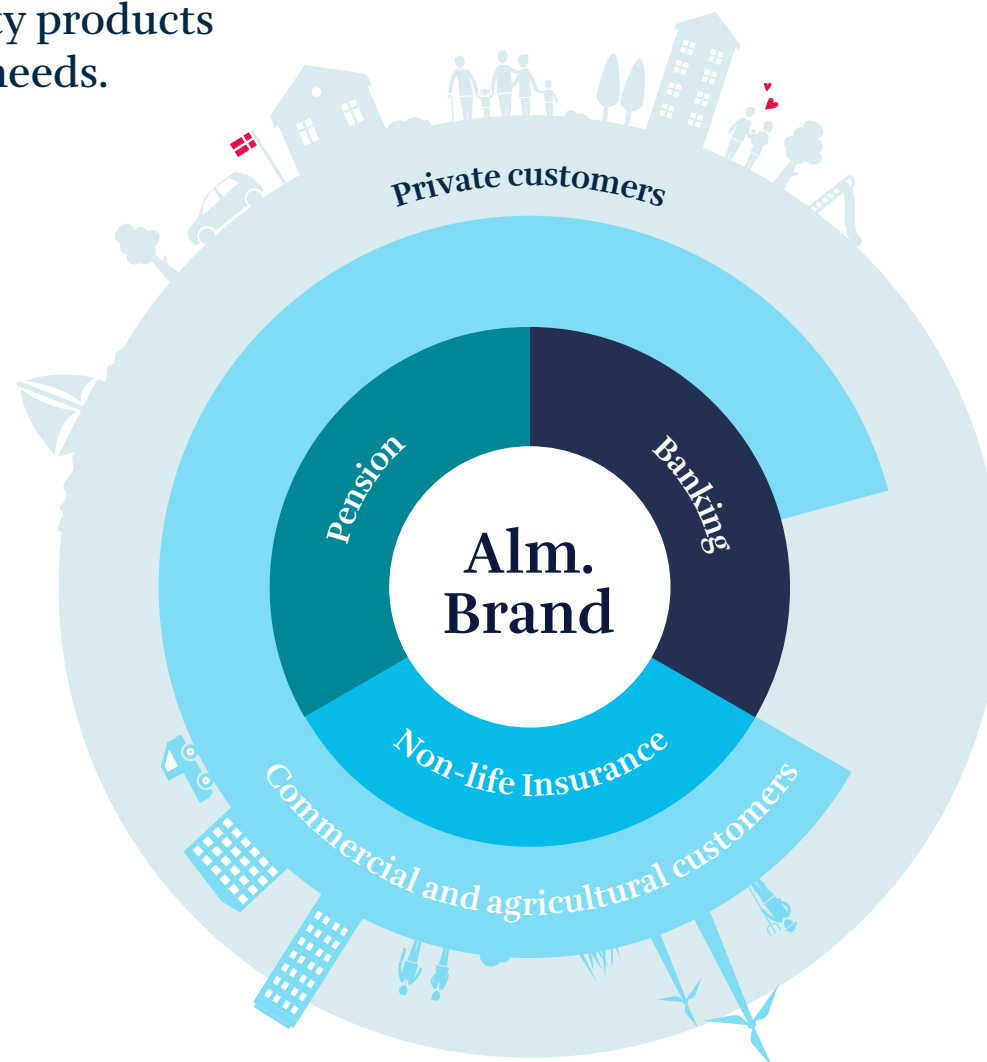 products
needs.
Private customers
Pension
Banking
Alm.
Brand
Non-life Insurance
Commercial and agricultural customers